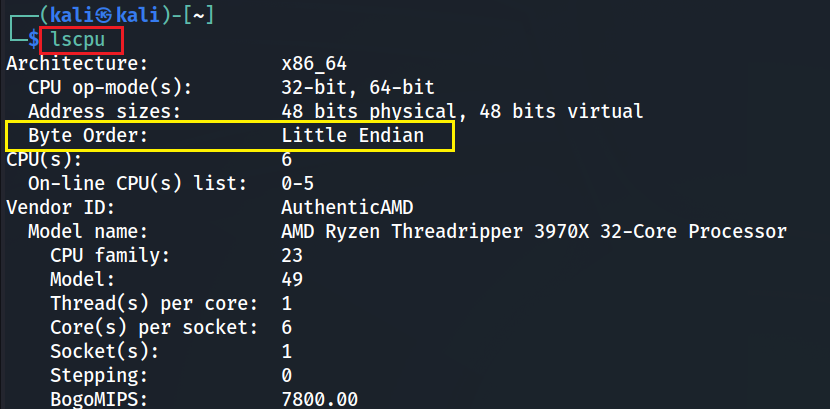 ┌──(kali㉿kali)-[~]
└─$ lscpu
Architecture:            x86_64
  CPU op-mode(s):        32-bit, 64-bit
  Address sizes:         48 bits physical, 48 bits virtual
  Byte Order:            Little Endian
CPU(s):                  6
  On-line CPU(s) list:   0-5
Vendor ID:               AuthenticAMD
  Model name:            AMD Ryzen Threadripper 3970X 32-Core Processor
    CPU family:          23
    Model:               49
    Thread(s) per core:  1
    Core(s) per socket:  6
    Socket(s):           1
    Stepping:            0
    BogoMIPS:            7800.00